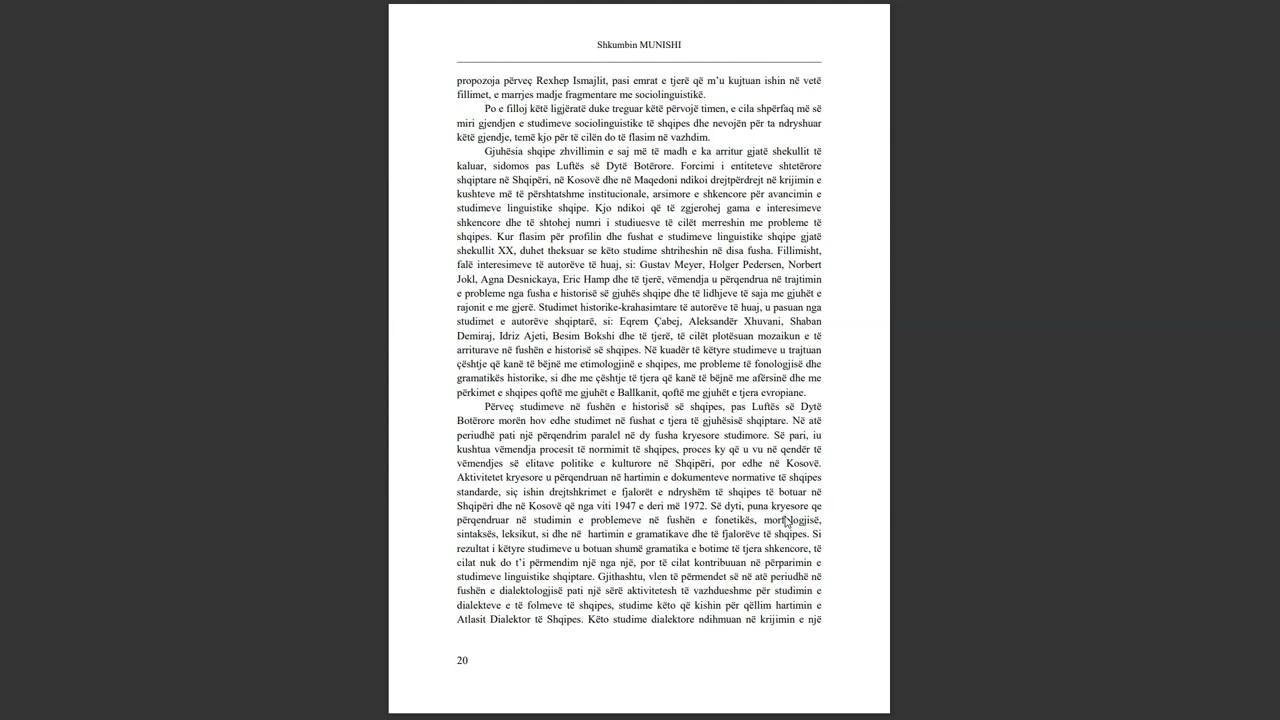 Shkumbin MUNISHI
propozoja përveç Rexhep Ismajlit, pasi emrat e tjerë që m’u kujtuan ishin në vetë
fillimet, e marrjes madje fragmentare me sociolinguistikë.
Po e filloj këtë ligjëratë duke treguar këtë përvojë timen, e cila shpërfaq më së
miri gjendjen e studimeve sociolinguistike të shqipes dhe nevojën për ta ndryshuar
këtë gjendje, temë kjo për të cilën do të flasim në vazhdim.
Gjuhësia shqipe zhvillimin e saj më të madh e ka arritur gjatë shekullit të
kaluar, sidomos pas Luftës së Dytë Botërore. Forcimi i entiteteve shtetërore
shqiptare në Shqipëri, në Kosovë dhe në Maqedoni ndikoi drejtpërdrejt në krijimin e
kushteve më të përshtatshme institucionale, arsimore e shkencore për avancimin e
studimeve linguistike shqipe. Kjo ndikoi që të zgjerohej gama e interesimeve
shkencore dhe të shtohej numri i studiuesve të cilët merreshin me probleme të
shqipes. Kur flasim për profilin dhe fushat e studimeve linguistike shqipe gjatë
shekullit XX, duhet theksuar se këto studime shtriheshin në disa fusha. Fillimisht,
falë interesimeve të autorëve të huaj, si: Gustav Meyer, Holger Pedersen, Norbert
Jokl, Agna Desnickaya, Eric Hamp dhe të tjerë, vëmendja u përqendrua në trajtimin
e probleme nga fusha e historisë së gjuhës shqipe dhe të lidhjeve të saja me gjuhët e
rajonit e me gjerë. Studimet historike-krahasimtare të autorëve të huaj, u pasuan nga
studimet e autorëve shqiptarë, si: Eqrem Çabej, Aleksandër Xhuvani, Shaban
Demiraj, Idriz Ajeti, Besim Bokshi dhe të tjerë, të cilët plotësuan mozaikun e të
arriturave në fushën e historisë së shqipes. Në kuadër të këtyre studimeve u trajtuan
çështje që kanë të bëjnë me etimologjinë e shqipes, me probleme të fonologjisë dhe
gramatikës historike, si dhe me çështje të tjera që kanë të bëjnë me afërsinë dhe me
përkimet e shqipes qoftë me gjuhët e Ballkanit, qoftë me gjuhët e tjera evropiane.
Përveç studimeve në fushën e historisë së shqipes, pas Luftës së Dytë
Botërore morën hov edhe studimet në fushat e tjera të gjuhësisë shqiptare. Në atë
periudhë pati një përqendrim paralel në dy fusha kryesore studimore. Së pari, iu
kushtua vëmendja procesit të normimit të shqipes, proces ky që u vu në qendër të
vëmendjes së elitave politike e kulturore në Shqipëri, por edhe në Kosovë.
Aktivitetet kryesore u përqendruan në hartimin e dokumenteve normative të shqipes
standarde, siç ishin drejtshkrimet e fjalorët e ndryshëm të shqipes të botuar në
Shqipëri dhe në Kosovë që nga viti 1947 e deri më 1972. Së dyti, puna kryesore qe
përqendruar në studimin e problemeve në fushën e fonetikës, morfologjisë,
sintaksës, leksikut, si dhe në hartimin e gramatikave dhe të fjalorëve të shqipes. Si
rezultat i këtyre studimeve u botuan shumë gramatika e botime të tjera shkencore, të
cilat nuk do t’i përmendim një nga një, por të cilat kontribuuan në përparimin e
studimeve linguistike shqiptare. Gjithashtu, vlen të përmendet së në atë periudhë në
fushën e dialektologjisë pati një sërë aktivitetesh të vazhdueshme për studimin e
dialekteve e të folmeve të shqipes, studime këto që kishin për qëllim hartimin e
Atlasit Dialektor të Shqipes. Këto studime dialektore ndihmuan në krijimin e një
20